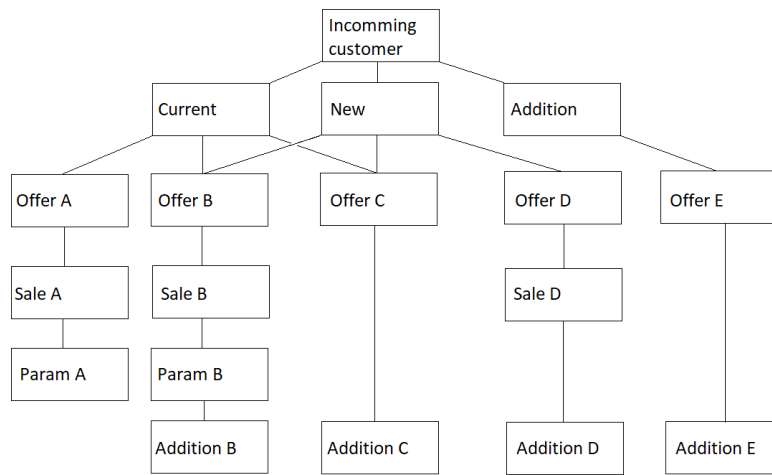 Incomming
customer
Current
New
Addition
Offer A
Offer B
Offer C
Offer D
Offer E
Sale A
Sale B
Sale D
Param A
Param B
Addition B
Addition C
Addition D
Addition E